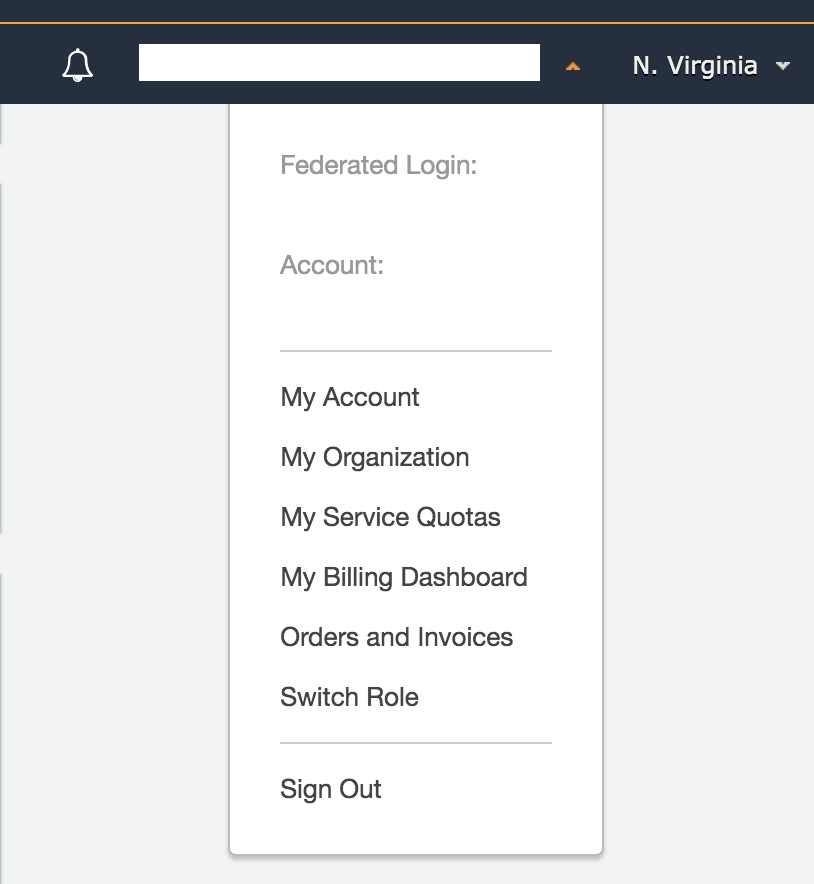 N. Virginia
Federated Login:
Account:
My Account
My Organization
My Service Quotas
My Billing Dashboard
Orders and Invoices
Switch Role
Sign Out